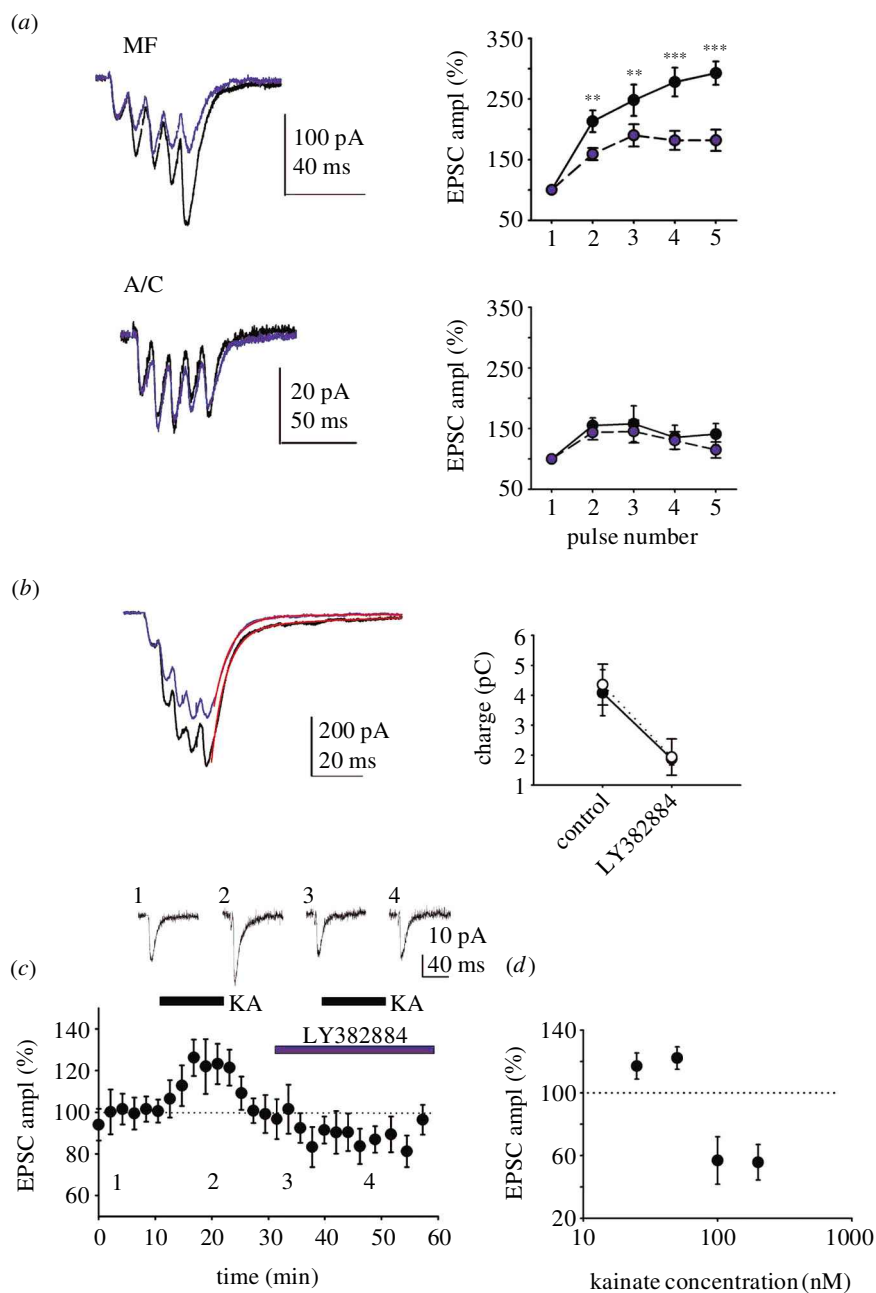 (a)
MF
100 pA
40 ms
EPSC ampl (%)
350
250
150
50
** ** *** ***
1 2 3 4 5
A/C
20 pA
50 ms
EPSC ampl (%)
350
250
150
50
1 2 3 4 5
pulse number
(b)
200 pA
20 ms
charge (pC)
6
5
4
3
2
1
control
LY382884
1 2 3 4
10 pA
40 ms
(c)
KA KA
LY382884
EPSC ampl (%)
140
120
100
80
60
1 2 3 4
0 10 20 30 40 50 60
time (min)
(d)
EPSC ampl (%)
140
100
60
20
10 100 1000
kainate concentration (nM)